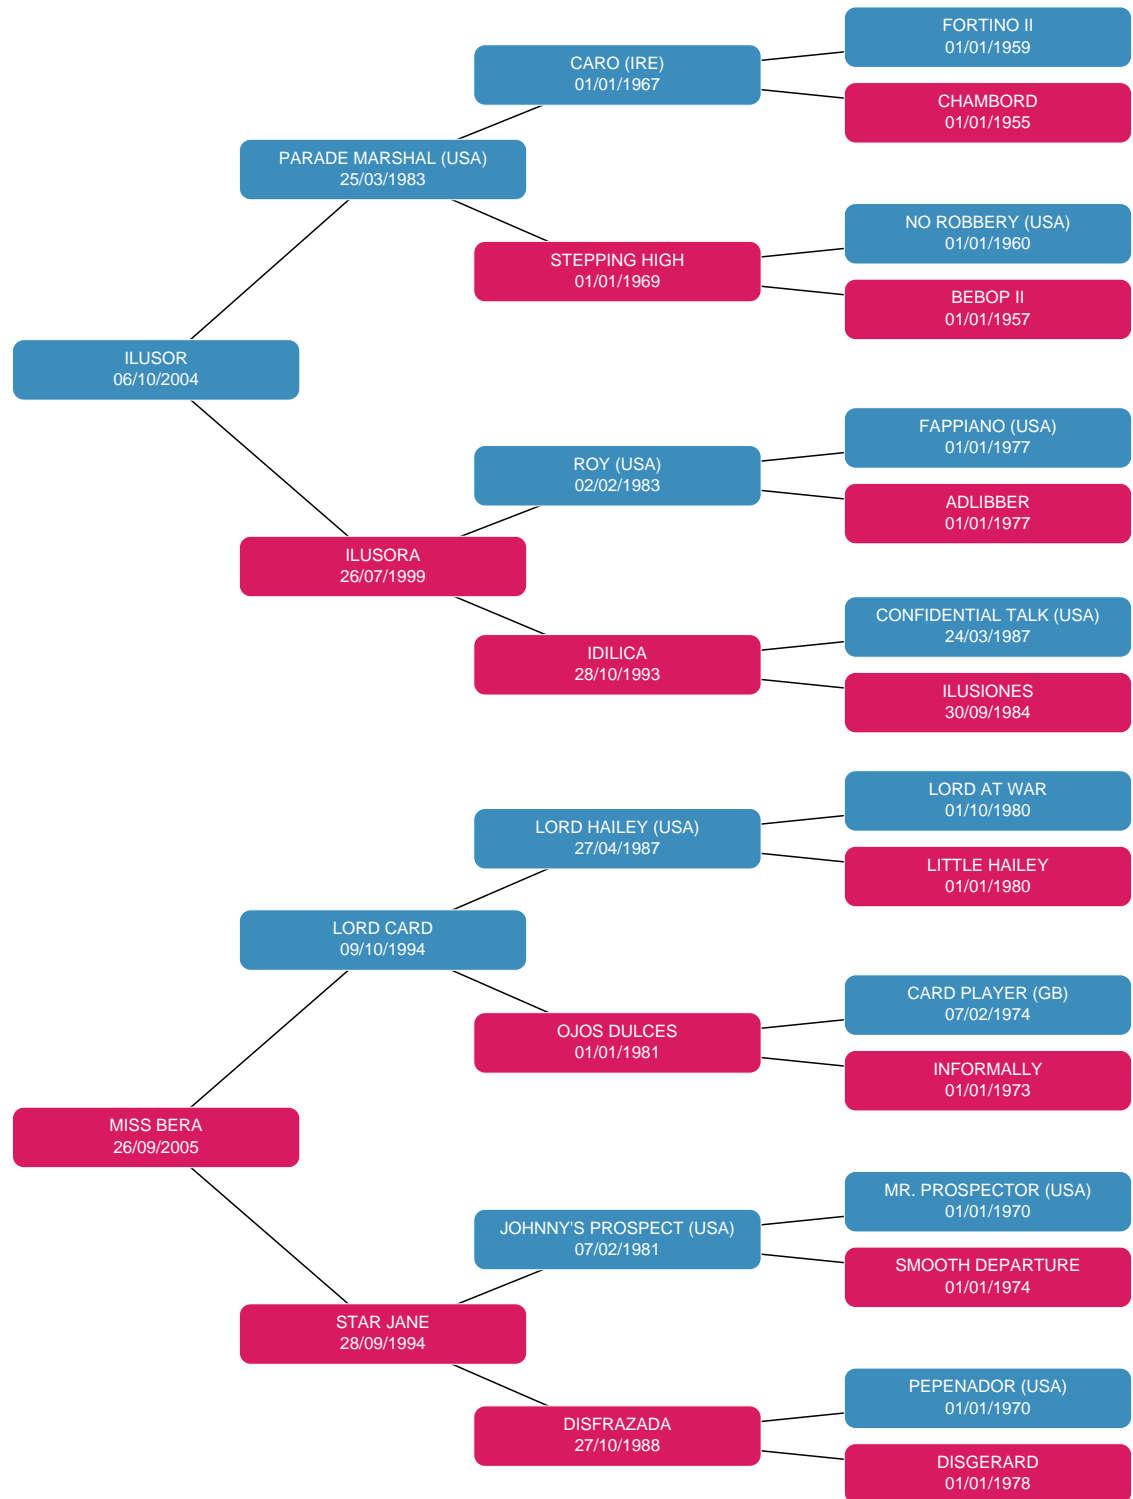 FORTINO II
01/01/1959
CARO (IRE)
01/01/1967
CHAMBORD
01/01/1955
PARADE MARSHAL (USA)
25/03/1983
NO ROBBERY (USA)
01/01/1960
STEPPING HIGH
01/01/1969
BEBOP II
01/01/1957
ILUSOR
06/10/2004
FAPPIANO (USA)
01/01/1977
ROY (USA)
02/02/1983
ADLIBBER
01/01/1977
ILUSORA
26/07/1999
CONFIDENTIAL TALK (USA)
24/03/1987
IDILICA
28/10/1993
ILUSIONES
30/09/1984
LORD AT WAR
01/10/1980
LORD HAILEY (USA)
27/04/1987
LITTLE HAILEY
01/01/1980
LORD CARD
09/10/1994
CARD PLAYER (GB)
07/02/1974
OJOS DULCES
01/01/1981
INFORMALLY
01/01/1973
MISS BERA
26/09/2005
MR. PROSPECTOR (USA)
01/01/1970
JOHNNY'S PROSPECT (USA)
07/02/1981
SMOOTH DEPARTURE
01/01/1974
STAR JANE
28/09/1994
PEPENADOR (USA)
01/01/1970
DISFRAZADA
27/10/1988
DISGERARD
01/01/1978